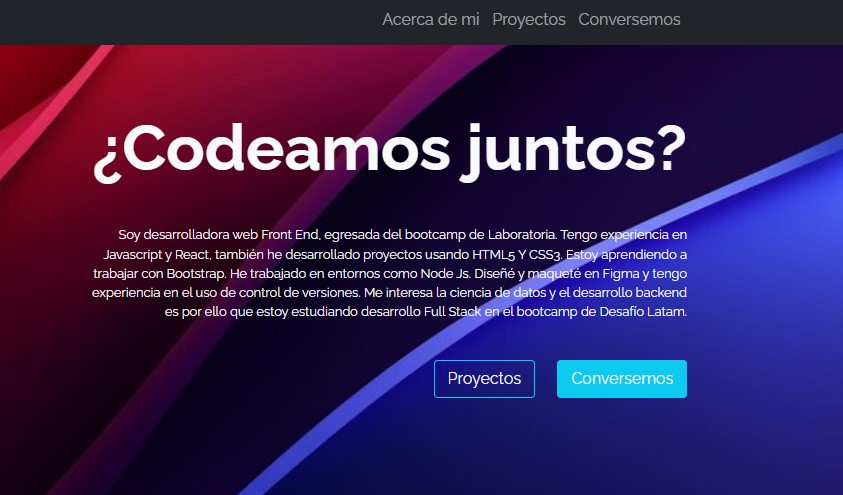 Acerca de mi Proyectos Conversemos
¿Codeamos juntos?
Soy desarrolladora web Front End, egresada del bootcamp de Laboratoria. Tengo experiencia en
Javascript y React, también he desarrollado proyectos usando HTML5 Y CSS3. Estoy aprendiendo a
trabajar con Bootstrap. He trabajado en entornos como Node Js. Diseñé y maqueté en Figma y tengo
experiencia en el uso de control de versiones. Me interesa la ciencia de datos y el desarrollo backend
es por ello que estoy estudiando desarrollo Full Stack en el bootcamp de Desafío Latam.
Proyectos Conversemos